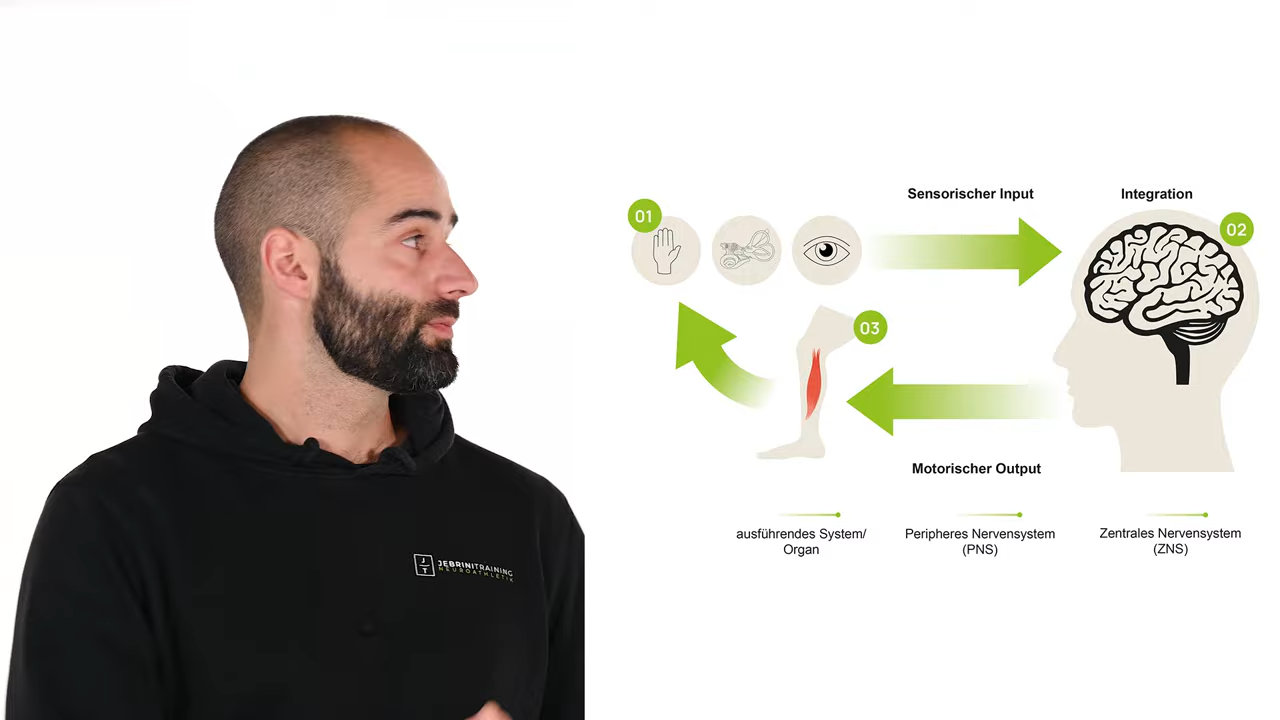 Sensorischer Input
Integration
01
02
03
Motorischer Output
ausführendes System/
Organ
Peripheres Nervensystem
(PNS)
Zentrales Nervensystem
(ZNS)
J
T
JEBRINITRAINING
NEUROATHLETIK